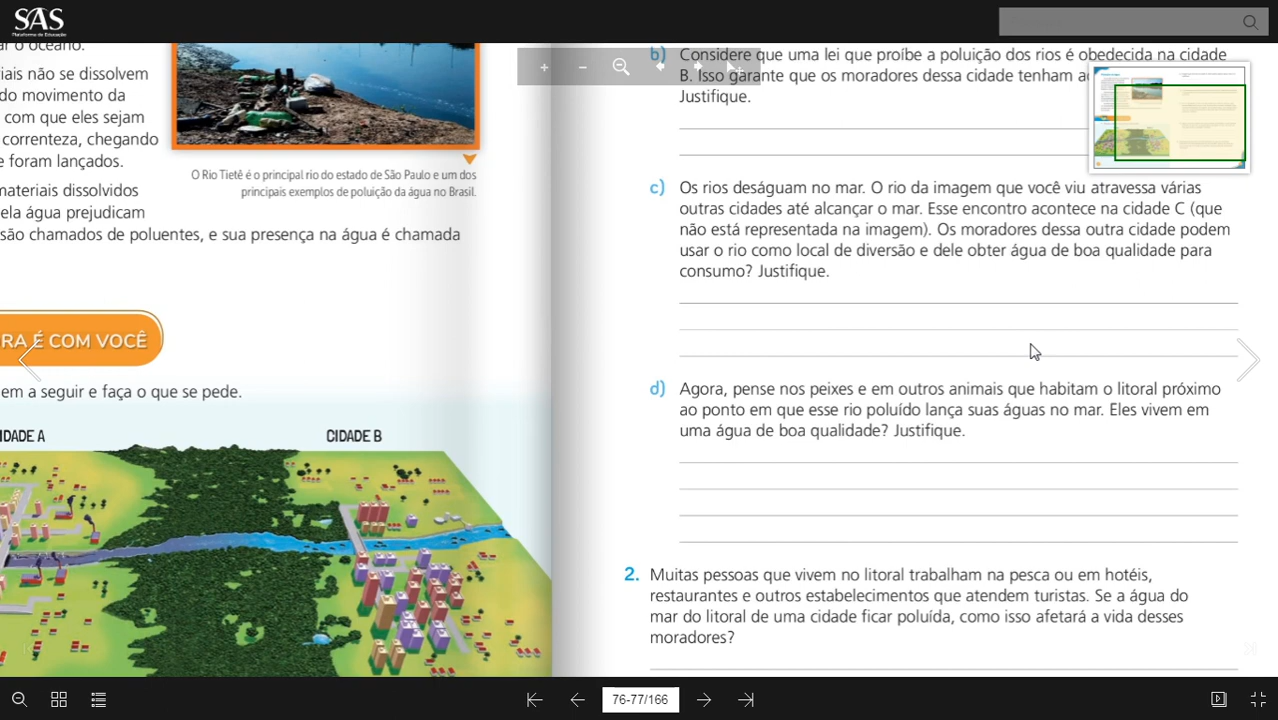 SAS
Plataforma de Educação
ar o oceano.
iais não se dissolvem
do movimento da
com que eles sejam
correnteza, chegando
e foram lançados.
materiais dissolvidos
ela água prejudicam
são chamados de poluentes, e sua presença na água é chamada
O Rio Tietê é o principal rio do estado de São Paulo e um dos
principais exemplos de poluição da água no Brasil.
RA É COM VOCÊ
em a seguir e faça o que se pede.
IDADE A
CIDADE B
b) Considere que uma lei que proíbe a poluição dos rios é obedecida na cidade
B. Isso garante que os moradores dessa cidade tenham
Justifique.
c) Os rios deságuam no mar. O rio da imagem que você viu atravessa várias
outras cidades até alcançar o mar. Esse encontro acontece na cidade C (que
não está representada na imagem). Os moradores dessa outra cidade podem
usar o rio como local de diversão e dele obter água de boa qualidade para
consumo? Justifique.
d) Agora, pense nos peixes e em outros animais que habitam o litoral próximo
ao ponto em que esse rio poluído lança suas águas no mar. Eles vivem em
uma água de boa qualidade? Justifique.
2. Muitas pessoas que vivem no litoral trabalham na pesca ou em hotéis,
restaurantes e outros estabelecimentos que atendem turistas. Se a água do
mar do litoral de uma cidade ficar poluída, como isso afetará a vida desses
moradores?
76-77/166